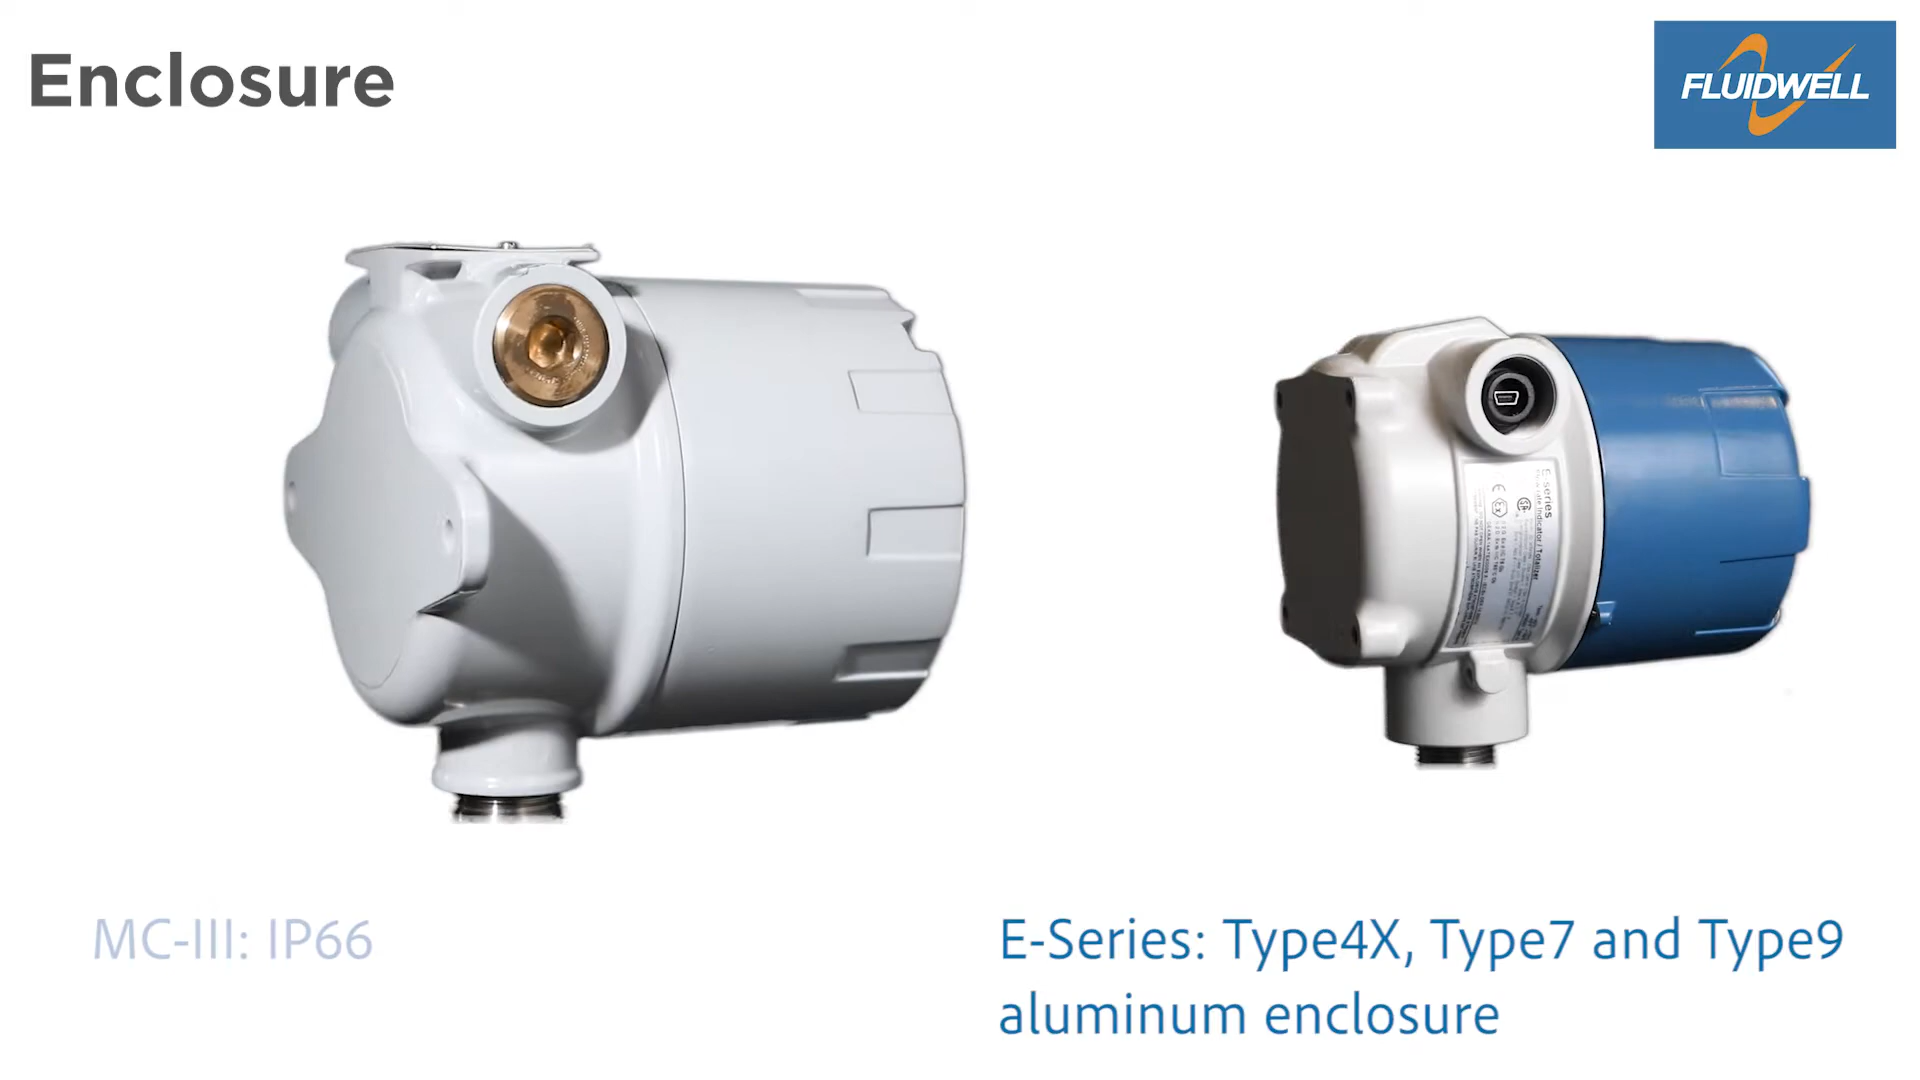 Enclosure
FLUIDWELL
E-series
MC-III: IP66
E-Series: Type4X, Type7 and Type9
aluminum enclosure